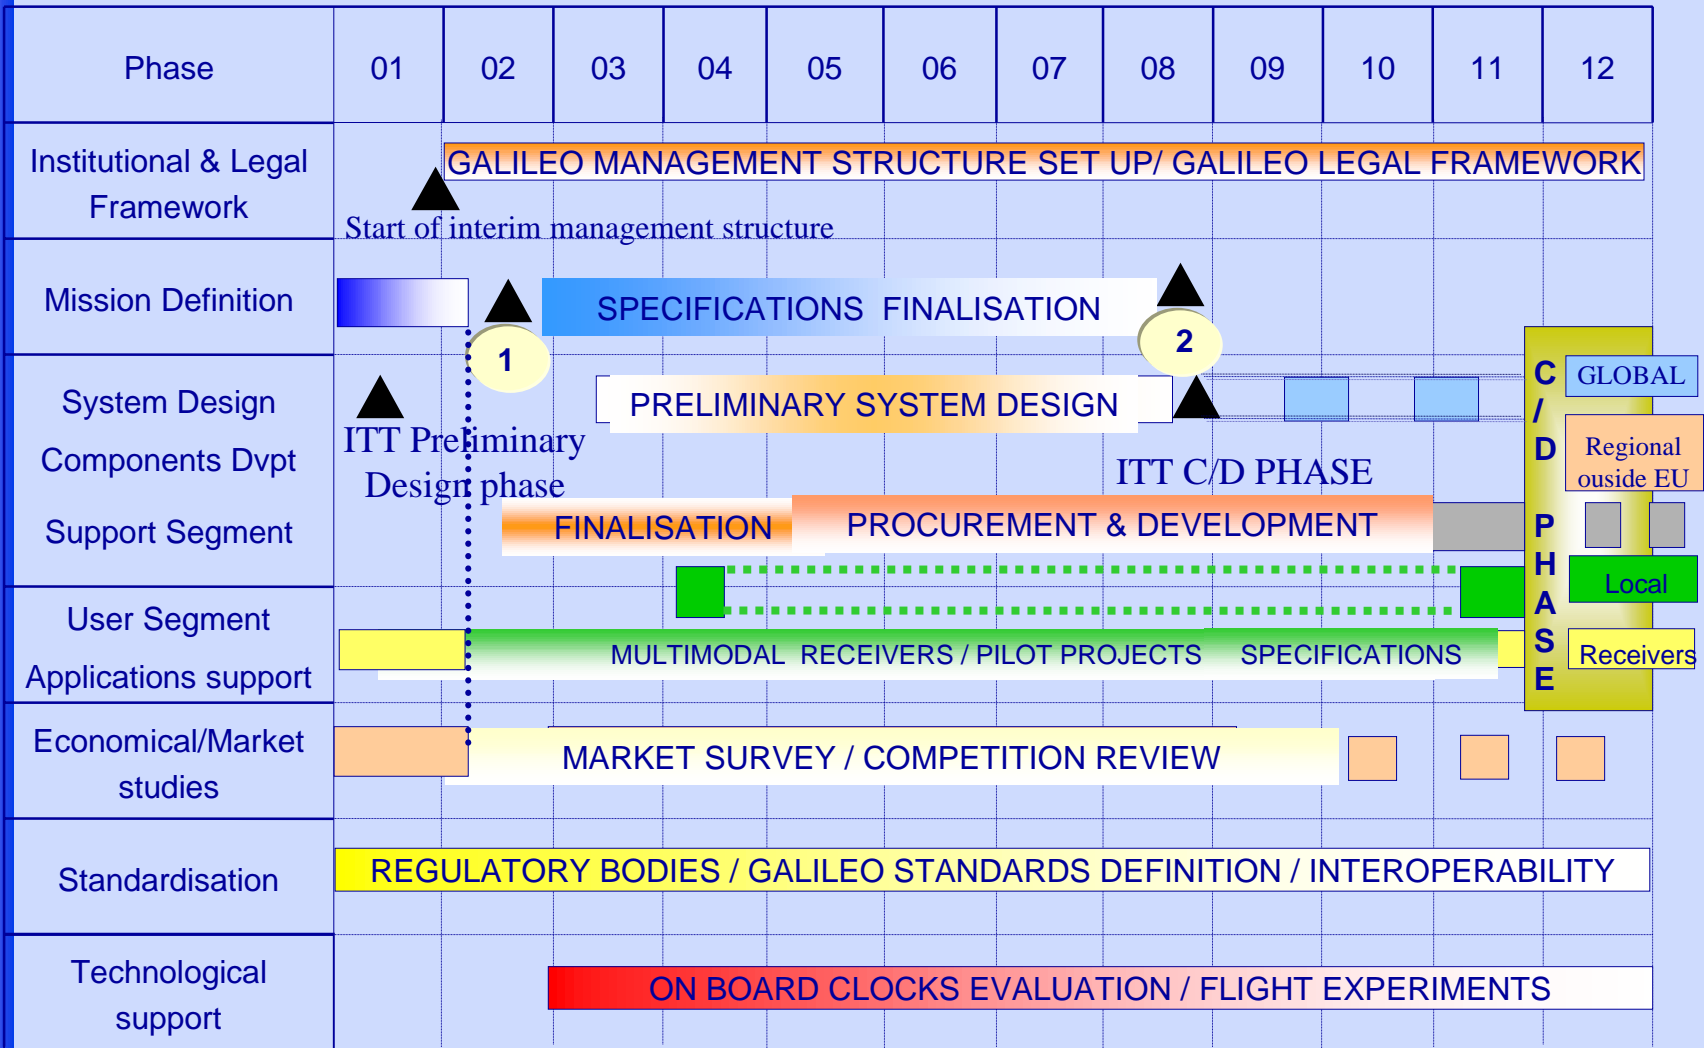 Phase 01 02 03 04 05 06 07 08 09 10 11 12
Institutional & Legal
Framework
GALILEO MANAGEMENT STRUCTURE SET UP/ GALILEO LEGAL FRAMEWORK
Start of interim management structure
Mission Definition
SPECIFICATIONS FINALISATION
1
2
System Design
Components Dvpt
Support Segment
PRELIMINARY SYSTEM DESIGN
ITT Preliminary
Design phase
ITT C/D PHASE
FINALISATION
PROCUREMENT & DEVELOPMENT
C
/
D
P
H
A
S
E
GLOBAL
Regional
ouside EU
Local
Receivers
User Segment
Applications support
MULTIMODAL RECEIVERS / PILOT PROJECTS SPECIFICATIONS
Economical/Market
studies
MARKET SURVEY / COMPETITION REVIEW
Standardisation
REGULATORY BODIES / GALILEO STANDARDS DEFINITION / INTEROPERABILITY
Technological
support
ON BOARD CLOCKS EVALUATION / FLIGHT EXPERIMENTS